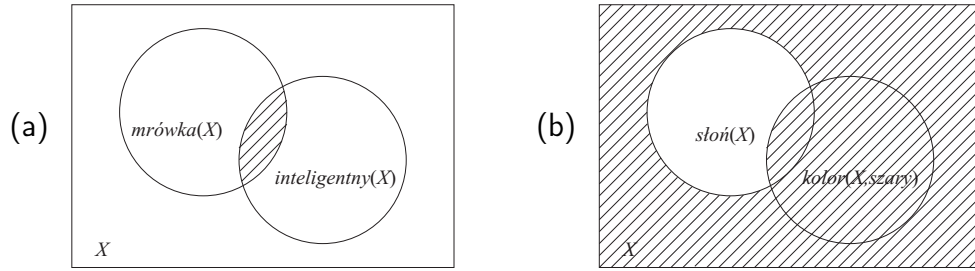 (a)
mrówka(X)
inteligentny(X)
X
(b)
słoń(X)
kolor(X,szary)
X